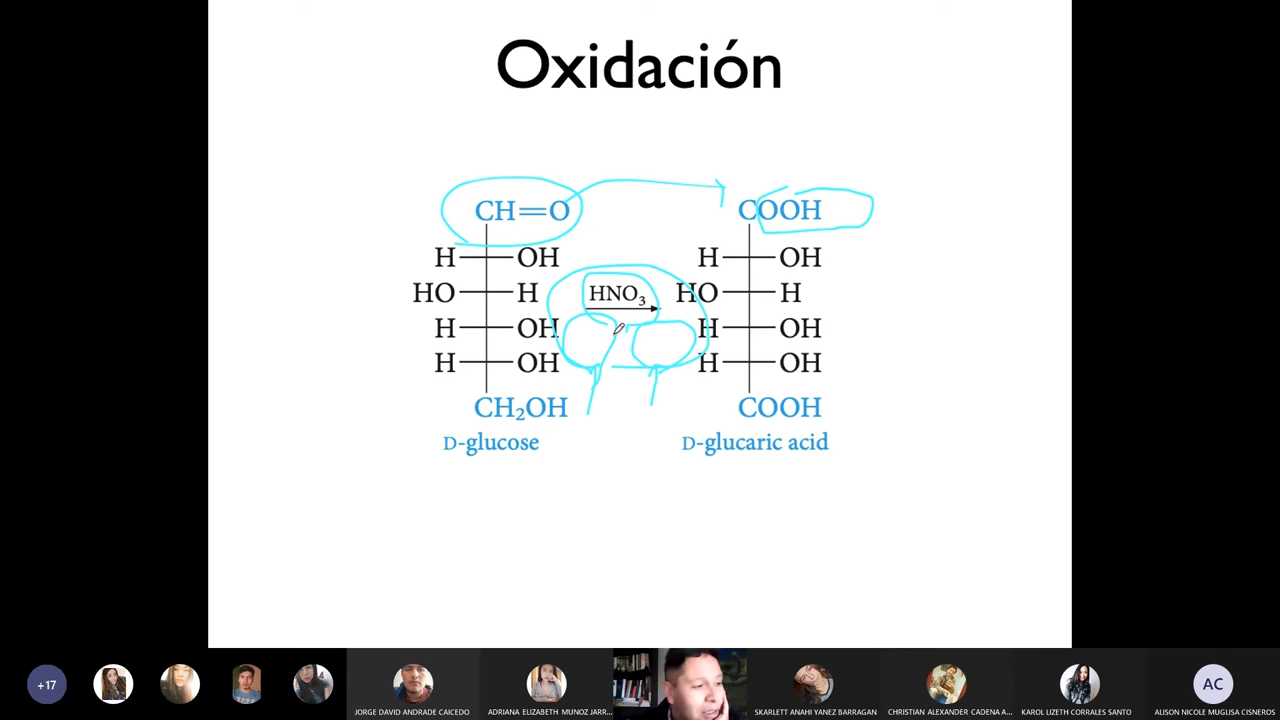 Oxidación
CH=O COOH
H OH H OH
HO H HNO₃ HO H
H OH H OH
H OH H OH
CH₂OH COOH
D-glucose D-glucaric acid
+17
JORGE DAVID ANDRADE CAICEDO
ADRIANA ELIZABETH MUNOZ JARR...
SKARLETT ANAHI YANEZ BARRAGAN
CHRISTIAN ALEXANDER CADENA A...
KAROL LIZETH CORRALES SANTO
AC
ALISON NICOLE MUGLISA CISNEROS